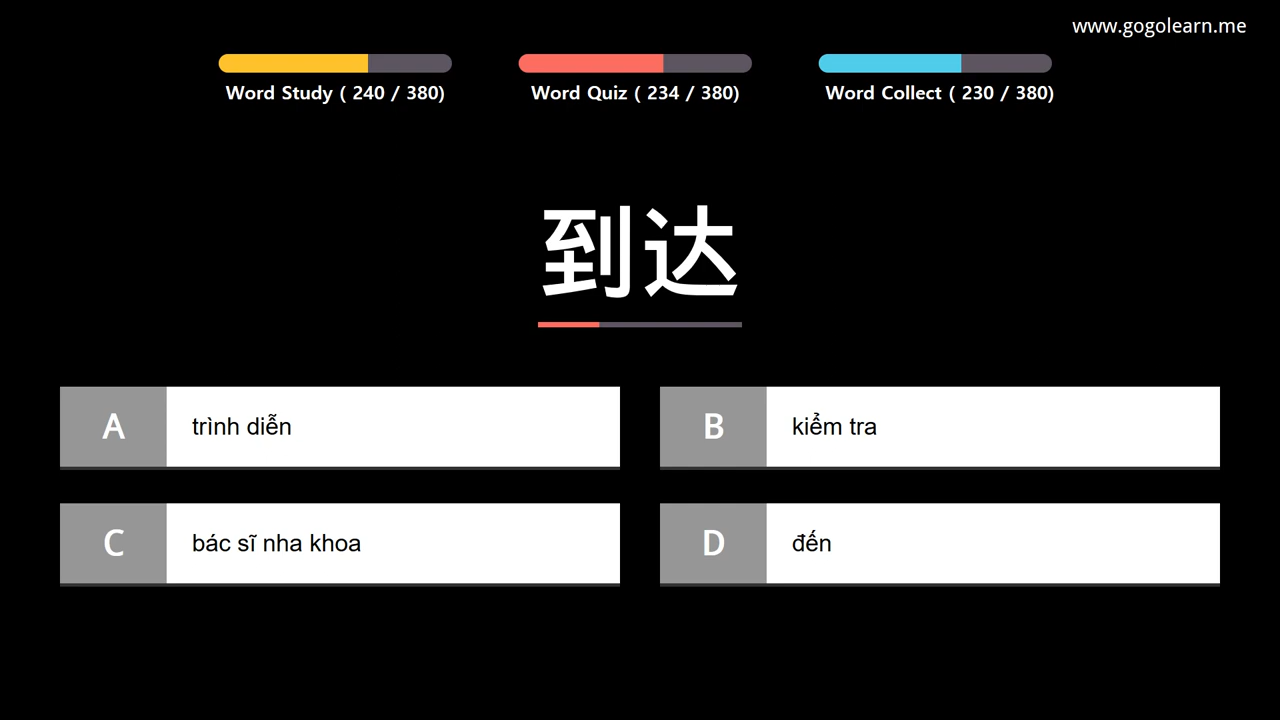 www.gogolearn.me
Word Study ( 240 / 380)
Word Quiz ( 234 / 380)
Word Collect ( 230 / 380)
到达
A
trình diễn
B
kiểm tra
C
bác sĩ nha khoa
D
đến